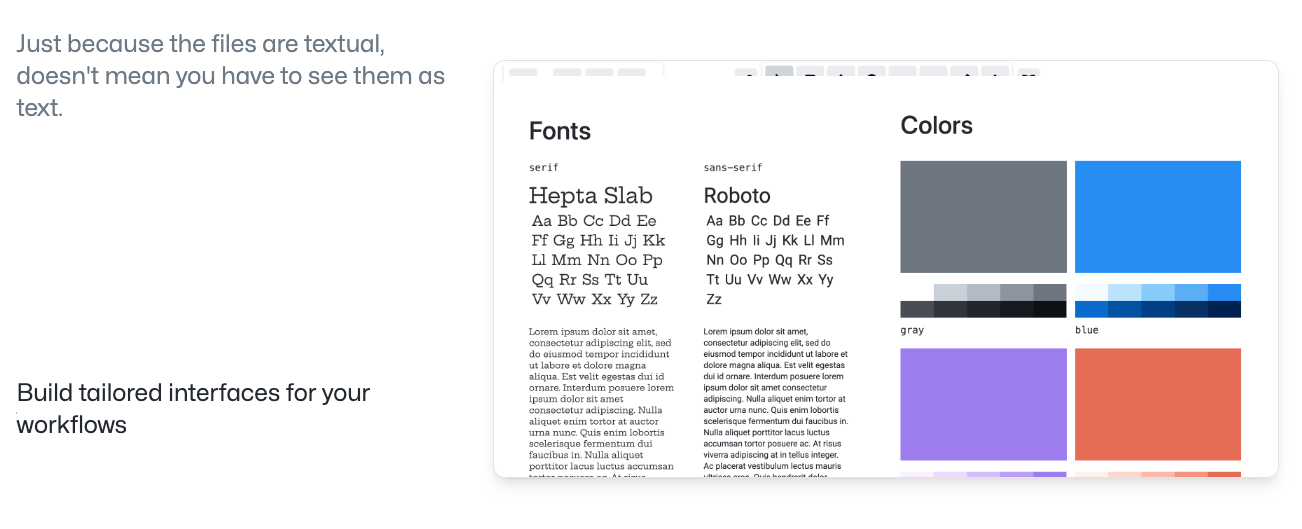 Just because the files are textual,
doesn't mean you have to see them as
text.
Build tailored interfaces for your
workflows
Fonts
serif
Hepta Slab
Aa Bb Cc Dd Ee
Ff Gg Hh Ii Jj Kk
Ll Mm Nn Oo Pp
Qq Rr Ss Tt Uu
Vv Ww Xx Yy Zz
Lorem ipsum dolor sit amet,
consectetur adipiscing elit, sed
do eiusmod tempor incididunt
ut labore et dolore magna
aliqua. Est velit egestas dui id
ornare. Interdum posuere lorem
ipsum dolor sit amet
consectetur adipiscing. Nulla
aliquet enim tortor at auctor
urna nunc. Quis enim lobortis
scelerisque fermentum dui
faucibus in. Nulla aliquet
porttitor lacus luctus accumsan
sans-serif
Roboto
Aa Bb Cc Dd Ee Ff
Gg Hh Ii Jj Kk Ll Mm
Nn Oo Pp Qq Rr Ss
Tt Uu Vv Ww Xx Yy
Zz
Lorem ipsum dolor sit amet,
consectetur adipiscing elit, sed do
eiusmod tempor incididunt ut labore et
dolore magna aliqua. Est velit egestas
dui id ornare. Interdum posuere lorem
ipsum dolor sit amet consectetur
adipiscing. Nulla aliquet enim tortor at
auctor urna nunc. Quis enim lobortis
scelerisque fermentum dui faucibus in.
Nulla aliquet porttitor lacus luctus
accumsan tortor posuere ac. At risus
viverra adipiscing at in tellus integer.
Ac placerat vestibulum lectus mauris
Colors
gray
blue